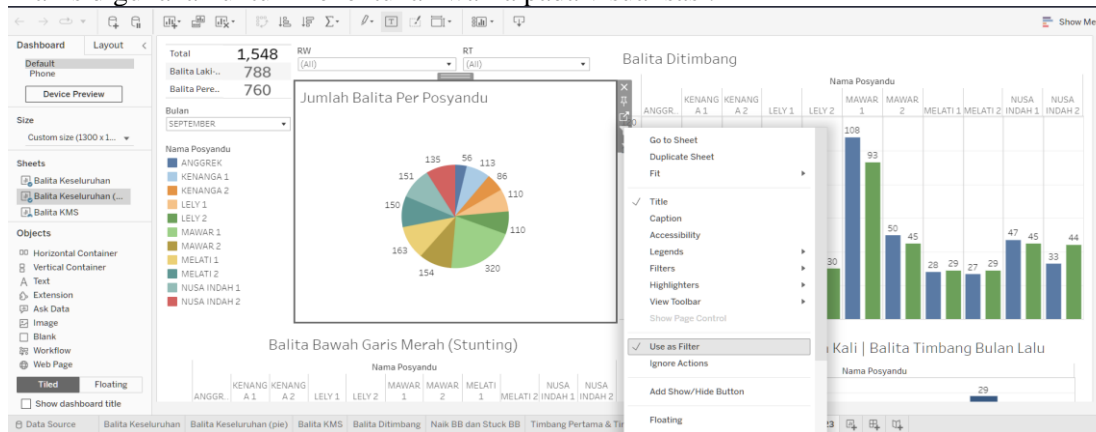 Show Me
Dashboard Layout
Default
Phone
Device Preview
Size
Custom size (1300 x 1...
Sheets
Balita Keseluruhan
Balita Keseluruhan (...
Balita KMS
Objects
Horizontal Container
Vertical Container
Text
Extension
Ask Data
Image
Blank
Workflow
Web Page
Tiled Floating
Show dashboard title
Total 1,548
Balita Laki-... 788
Balita Pere... 760
Bulan
SEPTEMBER
Nama Posyandu
ANGGREK
KENANGA 1
KENANGA 2
LELY 1
LELY 2
MAWAR 1
MAWAR 2
MELATI 1
MELATI 2
NUSA INDAH 1
NUSA INDAH 2
RW
(All)
RT
(All)
Jumlah Balita Per Posyandu
135 56 113
151 86
110
150
110
163
154 320
Balita Bawah Garis Merah (Stunting)
Nama Posyandu
KENANG KENANG MAWAR MAWAR MELATI NUSA NUSA
ANGGR.. A 1 A 2 LELY 1 LELY 2 1 2 1 MELATI 2 INDAH 1 INDAH 2
Go to Sheet
Duplicate Sheet
Fit
Title
Caption
Accessibility
Legends
Filters
Highlighters
View Toolbar
Show Page Control
Use as Filter
Ignore Actions
Add Show/Hide Button
Floating
Balita Ditimbang
Nama Posyandu
KENANG KENANG MAWAR MAWAR NUSA NUSA
ANGGR.. A 1 A 2 LELY 1 LELY 2 1 2 MELATI 1 MELATI 2 INDAH 1 INDAH 2
108
93
50 45 47 45 44
30 28 29 27 29 33
Kali | Balita Timbang Bulan Lalu
Nama Posyandu
29
Data Source Balita Keseluruhan Balita Keseluruhan (pie) Balita KMS Balita Ditimbang Naik BB dan Stuck BB Timbang Pertama & Ti 23